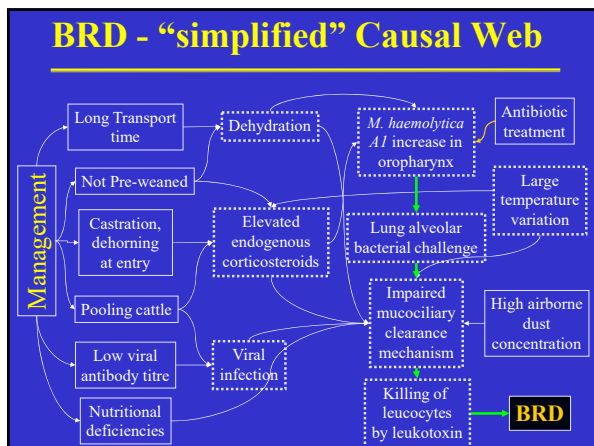 BRD - “simplified” Causal Web
Management
Long Transport
time
Not Pre-weaned
Castration,
dehorning
at entry
Pooling cattle
Low viral
antibody titre
Nutritional
deficiencies
Dehydration
Elevated
endogenous
corticosteroids
Viral
infection
M. haemolytica
A1 increase in
oropharynx
Lung alveolar
bacterial challenge
Impaired
mucociliary
clearance
mechanism
Killing of
leucocytes
by leukotoxin
Antibiotic
treatment
Large
temperature
variation
High airborne
dust
concentration
BRD